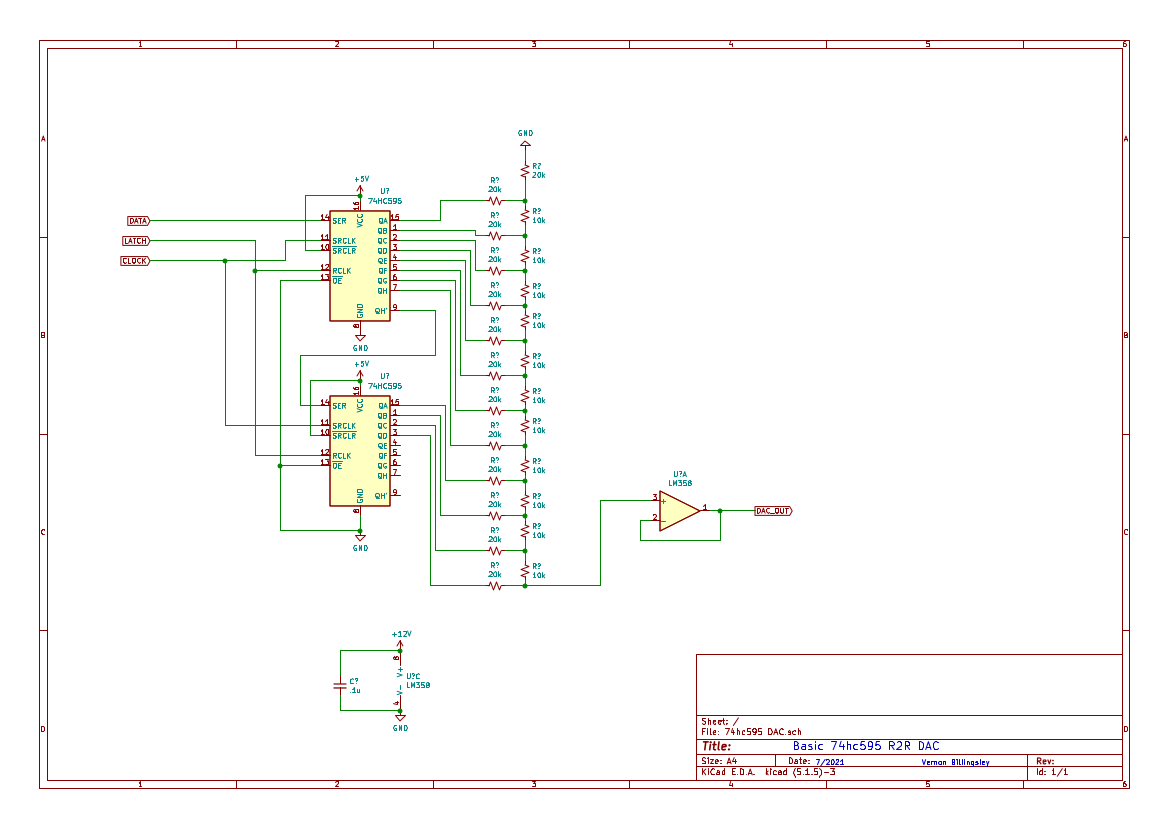 1 2 3 4 5 6
A A
B B
C C
D D
GND
R?
20k
R?
20k
R?
10k
R?
20k
R?
10k
R?
20k
R?
10k
R?
20k
R?
10k
R?
20k
R?
10k
R?
20k
R?
10k
R?
20k
R?
10k
R?
20k
R?
10k
R?
20k
R?
10k
R?
20k
R?
10k
R?
20k
R?
10k
R?
20k
DATA
LATCH
CLOCK
+5V
U?
74HC595
16
VCC
14 SER QA 15
QB 1
11 SRCLK QC 2
10 SRCLR QD 3
QE 4
12 RCLK QF 5
13 OE QG 6
QH 7
QH' 9
GND
8
GND
+5V
U?
74HC595
16
VCC
14 SER QA 15
QB 1
11 SRCLK QC 2
10 SRCLR QD 3
QE 4
12 RCLK QF 5
13 OE QG 6
QH 7
QH' 9
GND
8
GND
U?A
LM358
3 +
2 -
1
DAC_OUT
+12V
8
V+
U?C
LM358
V-
4
C?
.1u
GND
Sheet: /
File: 74hc595 DAC.sch
Title: Basic 74hc595 R2R DAC
Size: A4 Date: 7/2021 Vernon Billingsley Rev:
KiCad E.D.A. kicad (5.1.5)-3 Id: 1/1
1 2 3 4 5 6